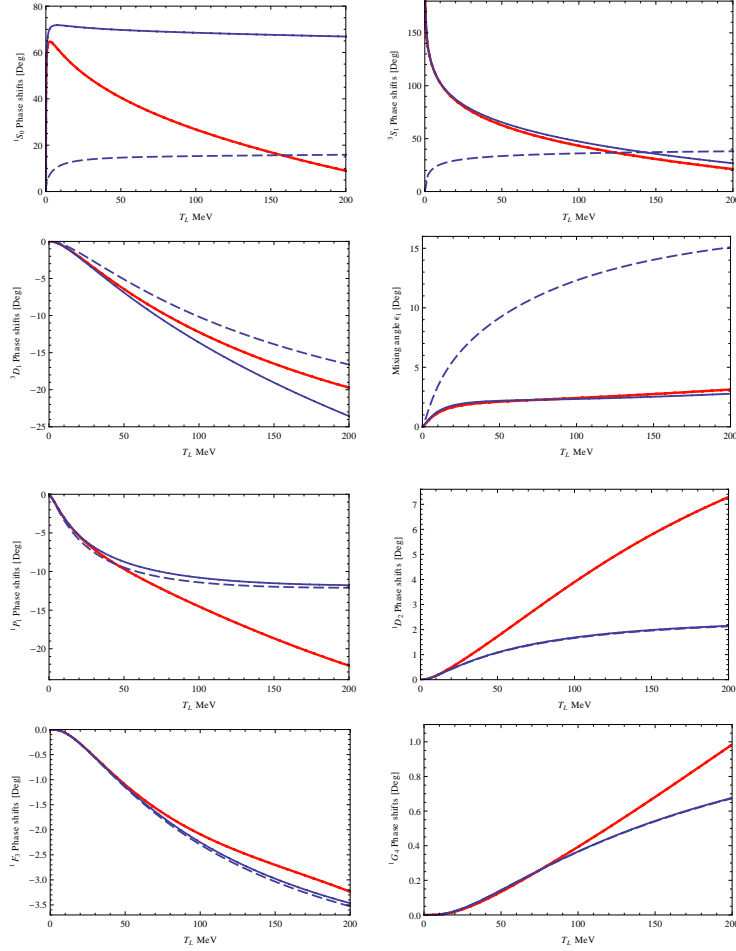 80
60
40
20
0
0 50 100 150 200
¹S₀ Phase shifts [Deg]
T_L MeV
150
100
50
0
0 50 100 150 200
³S₁ Phase shifts [Deg]
T_L MeV
0
−5
−10
−15
−20
−25
0 50 100 150 200
³D₁ Phase shifts [Deg]
T_L MeV
15
10
5
0
0 50 100 150 200
Mixing angle ϵ₁ [Deg]
T_L MeV
0
−5
−10
−15
−20
0 50 100 150 200
¹P₁ Phase shifts [Deg]
T_L MeV
7
6
5
4
3
2
1
0
0 50 100 150 200
¹D₂ Phase shifts [Deg]
T_L MeV
0.0
−0.5
−1.0
−1.5
−2.0
−2.5
−3.0
−3.5
0 50 100 150 200
¹F₃ Phase shifts [Deg]
T_L MeV
1.0
0.8
0.6
0.4
0.2
0.0
0 50 100 150 200
¹G₄ Phase shifts [Deg]
T_L MeV